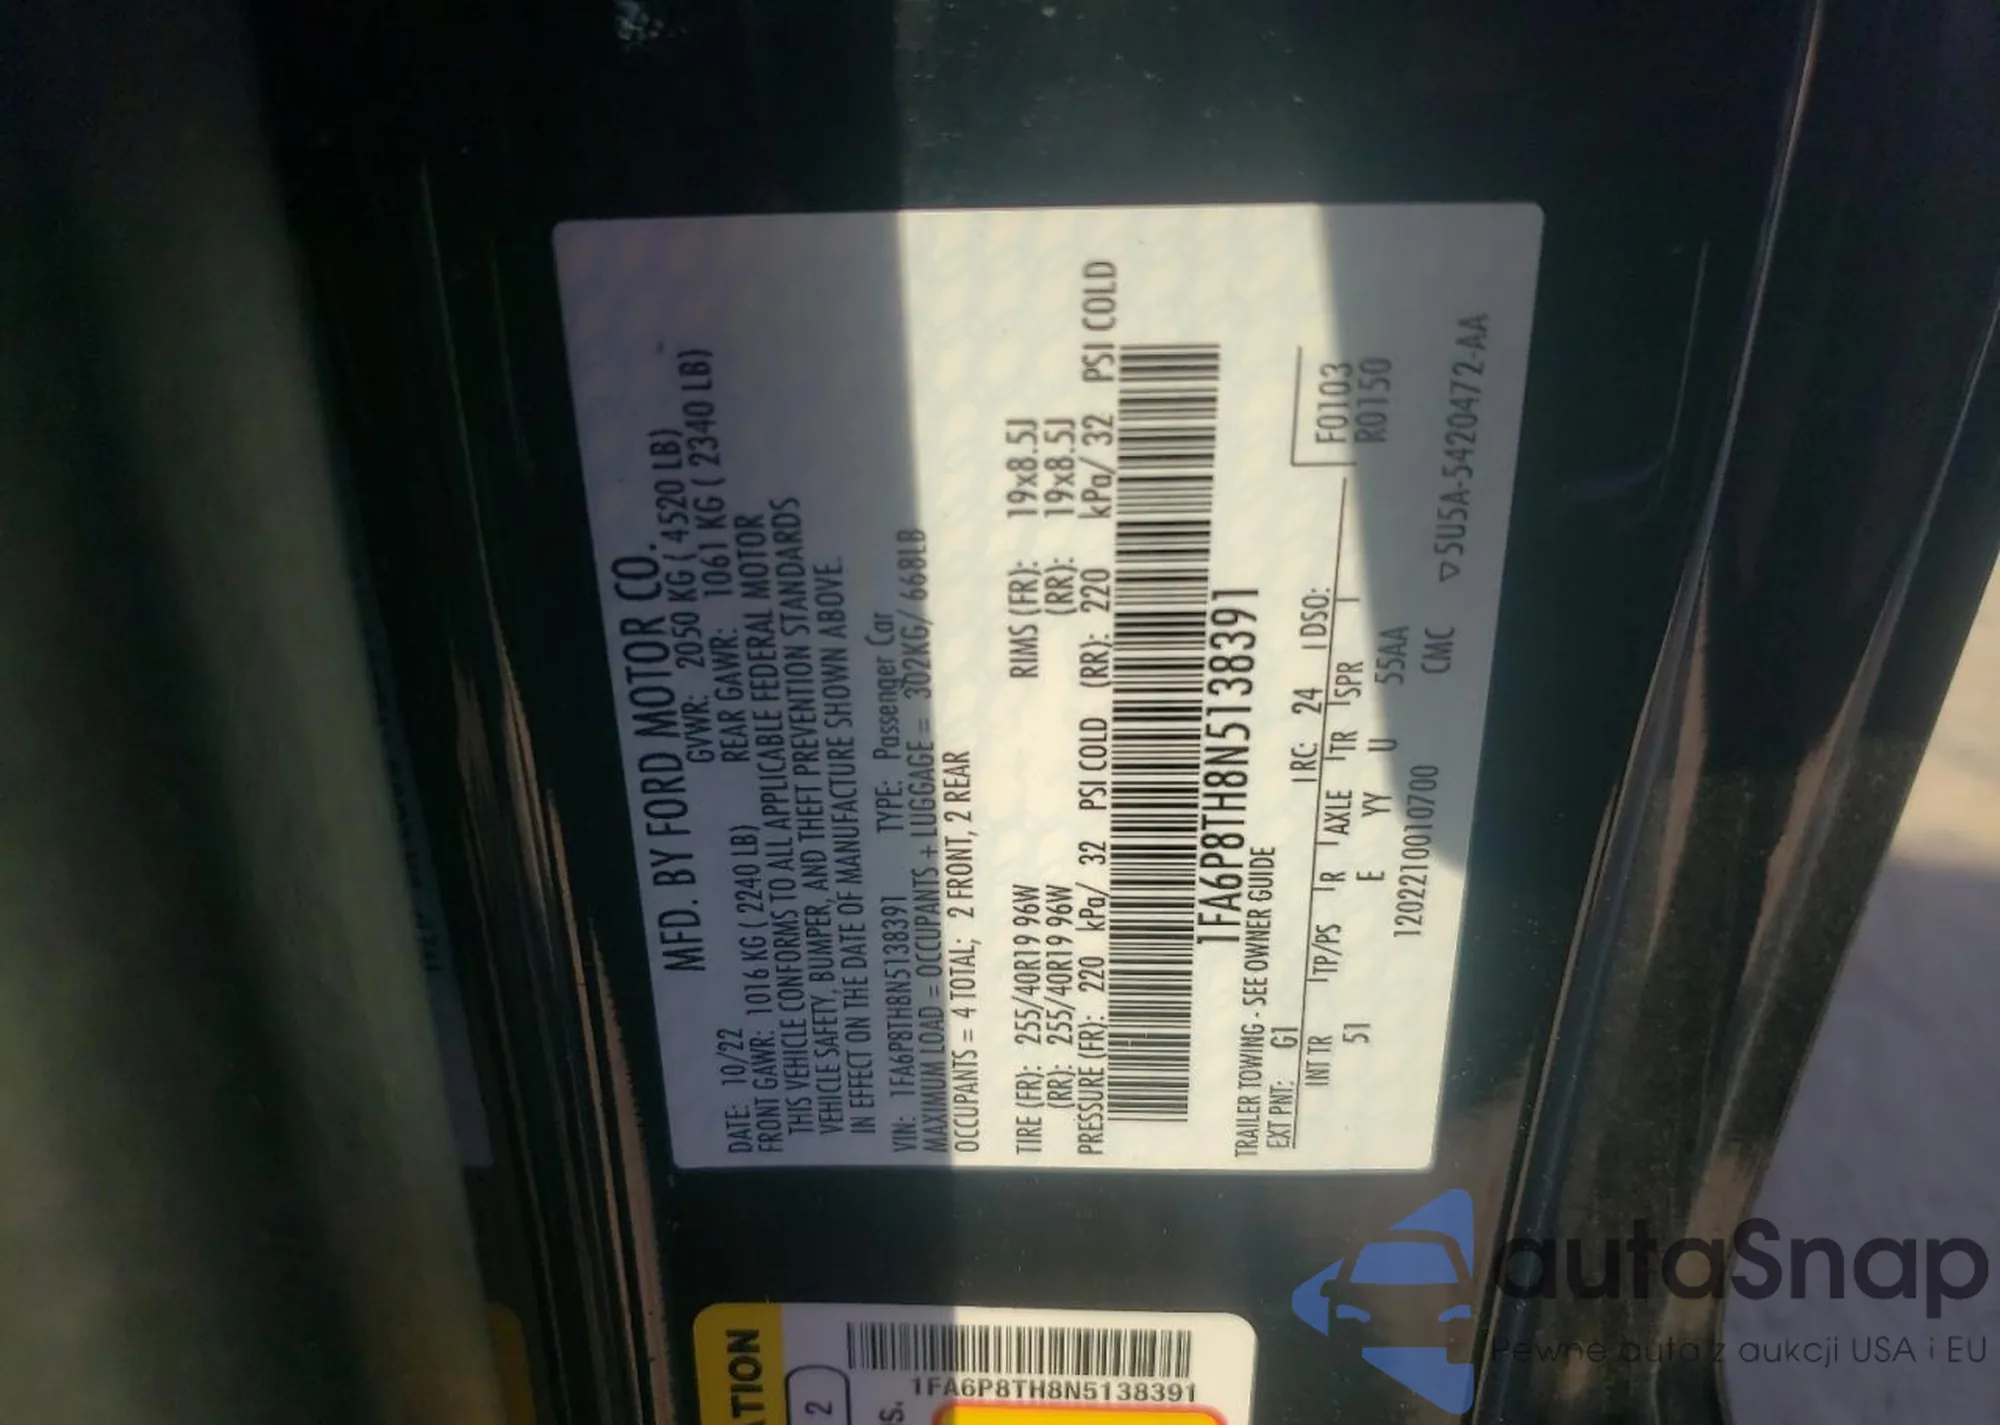 MFD. BY FORD MOTOR CO.
DATE: 10/22 GVWR: 2050 KG ( 4520 LB)
FRONT GAWR: 1016 KG ( 2240 LB) REAR GAWR: 1061 KG ( 2340 LB)
THIS VEHICLE CONFORMS TO ALL APPLICABLE FEDERAL MOTOR
VEHICLE SAFETY, BUMPER, AND THEFT PREVENTION STANDARDS
IN EFFECT ON THE DATE OF MANUFACTURE SHOWN ABOVE.
VIN: 1FA6P8TH8N5138391 TYPE: Passenger Car
MAXIMUM LOAD = OCCUPANTS + LUGGAGE = 302KG/ 668LB
OCCUPANTS = 4 TOTAL; 2 FRONT, 2 REAR
TIRE (FR): 255/40R19 96W RIMS (FR): 19x8.5J
(RR): 255/40R19 96W (RR): 19x8.5J
PRESSURE (FR): 220 kPa/ 32 PSI COLD (RR): 220 kPa/ 32 PSI COLD
1FA6P8TH8N5138391
TRAILER TOWING - SEE OWNER GUIDE
EXT PNT: G1 RC: 24 DSO:
INT TR TP/PS R AXLE TR SPR
F0103
R0150
51 E YY U 55AA
120221001070​0 CMC ▽5U5A-5420472-AA
ATION
2
1FA6P8TH8N5138391
S.
autaSnap
Pewne auta z aukcji USA i EU